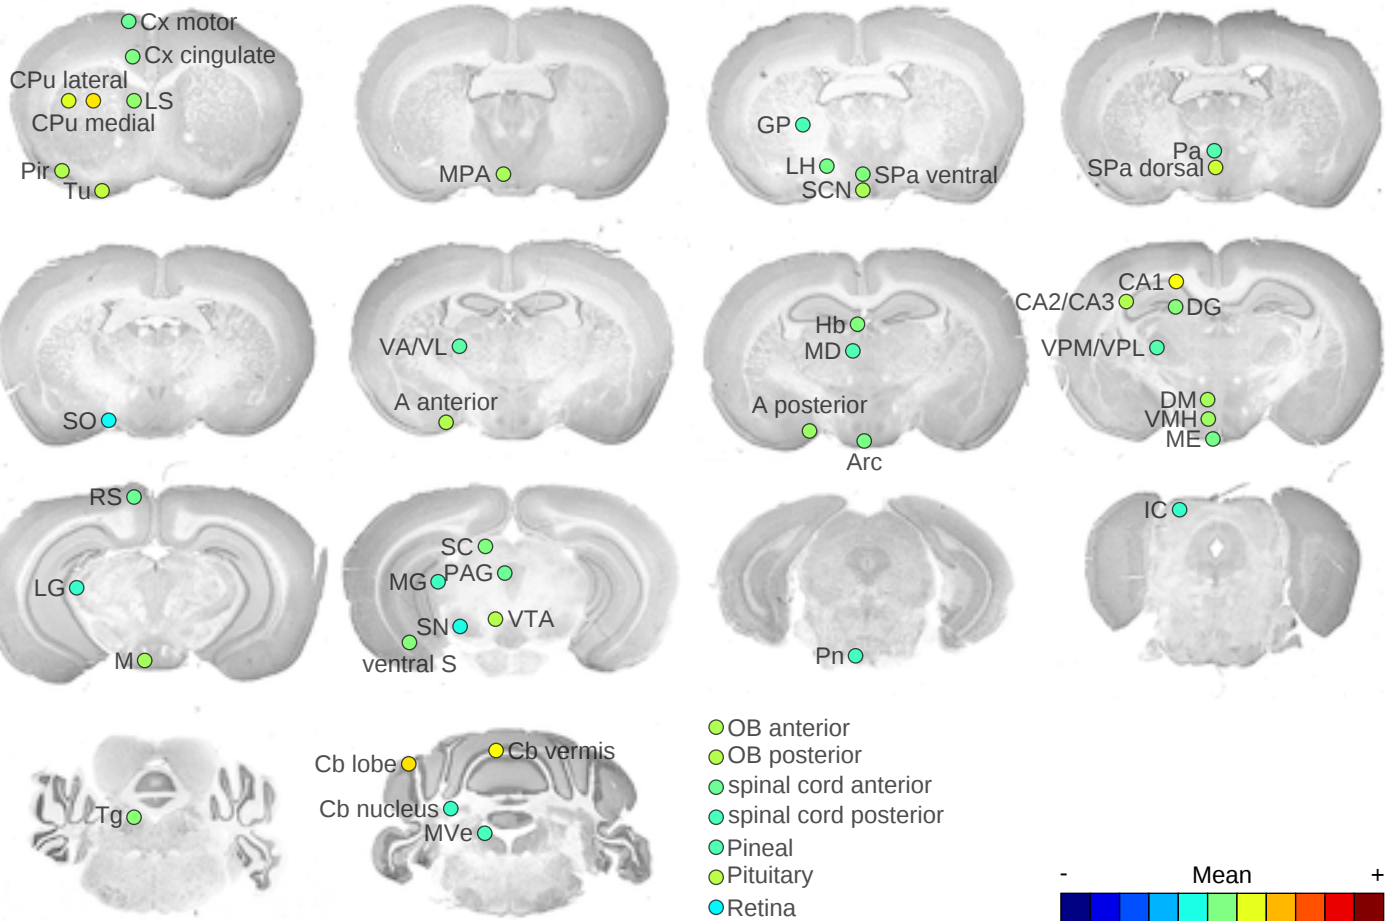 Cx motor
Cx cingulate
CPu lateral
LS
CPu medial
Pir
Tu
MPA
GP
LH
SPa ventral
SCN
Pa
SPa dorsal
SO
VA/VL
A anterior
Hb
MD
A posterior
Arc
CA1
CA2/CA3
DG
VPM/VPL
DM
VMH
ME
RS
LG
M
SC
MG PAG
SN VTA
ventral S
Pn
IC
Tg
Cb lobe Cb vermis
Cb nucleus
MVe
OB anterior
OB posterior
spinal cord anterior
spinal cord posterior
Pineal
Pituitary
Retina
- Mean +